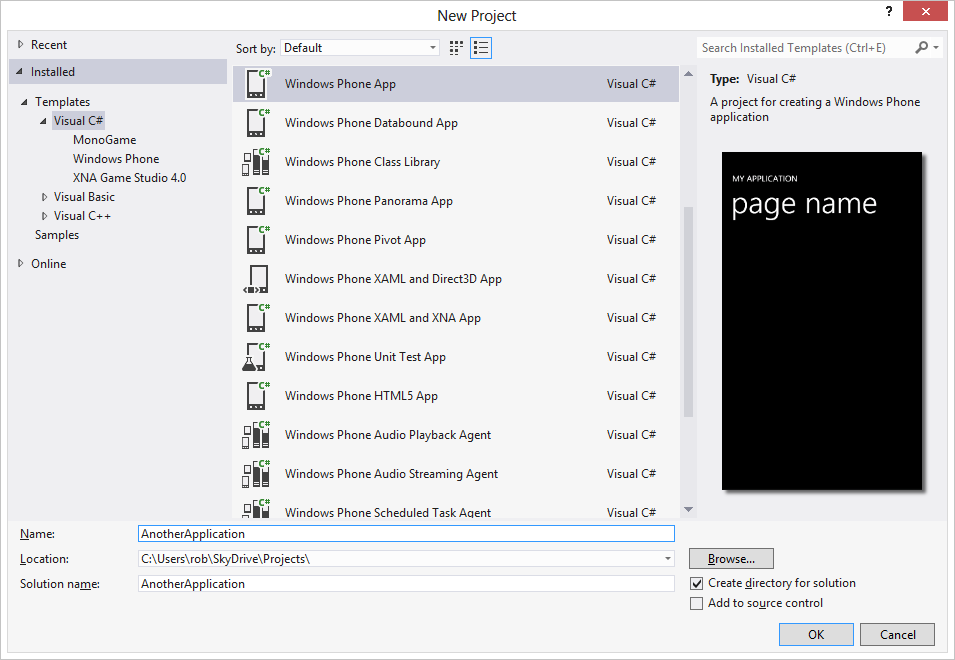 New Project
?
Recent
Installed
Templates
Visual C#
MonoGame
Windows Phone
XNA Game Studio 4.0
Visual Basic
Visual C++
Samples
Online
Sort by: Default
Search Installed Templates (Ctrl+E)
C# Windows Phone App Visual C#
C# Windows Phone Databound App Visual C#
C# Windows Phone Class Library Visual C#
C# Windows Phone Panorama App Visual C#
C# Windows Phone Pivot App Visual C#
Windows Phone XAML and Direct3D App Visual C#
C# Windows Phone XAML and XNA App Visual C#
C# Windows Phone Unit Test App Visual C#
C# Windows Phone HTML5 App Visual C#
C# Windows Phone Audio Playback Agent Visual C#
C# Windows Phone Audio Streaming Agent Visual C#
C# Windows Phone Scheduled Task Agent Visual C#
Type: Visual C#
A project for creating a Windows Phone
application
MY APPLICATION
page name
Name: AnotherApplication
Location: C:\Users\rob\SkyDrive\Projects\
Solution name: AnotherApplication
Browse...
Create directory for solution
Add to source control
OK Cancel